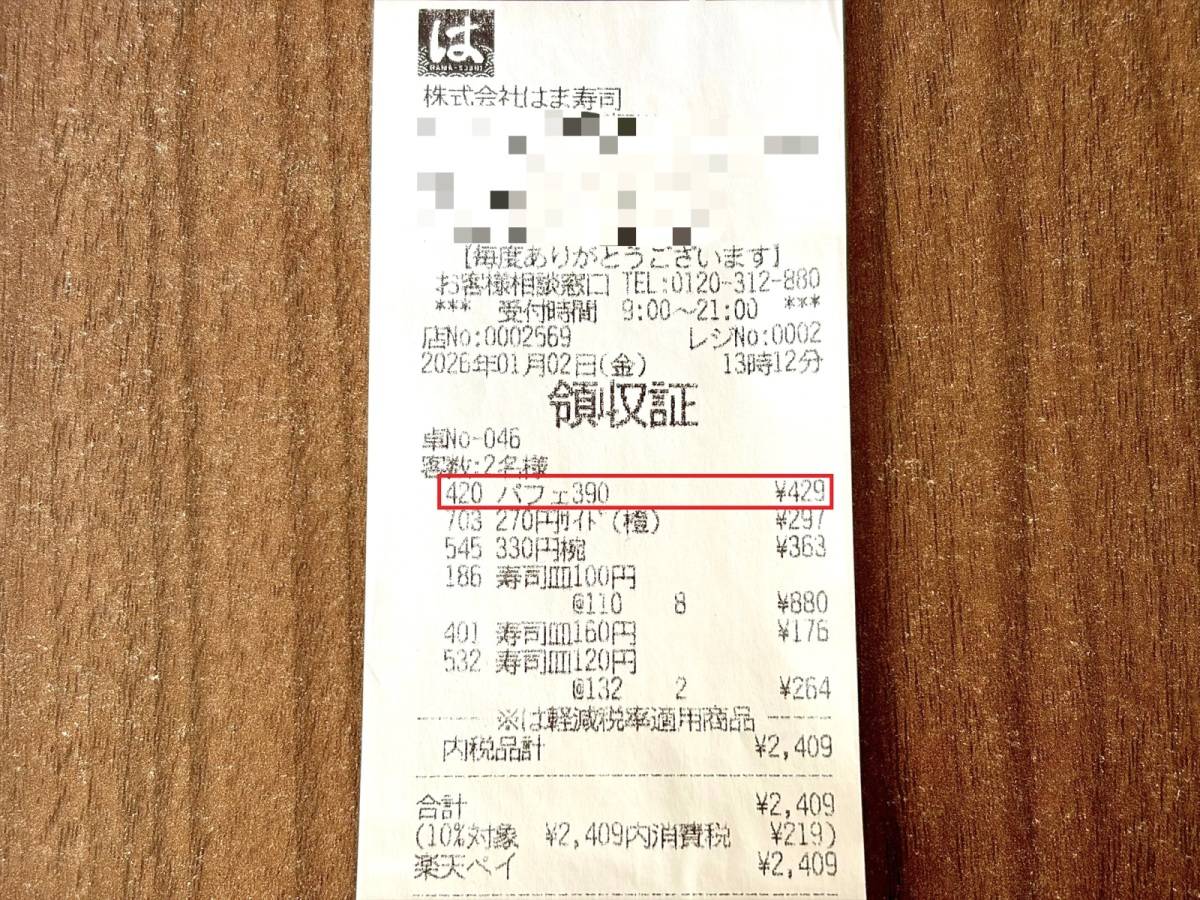 は
HAMA-SUSHI
株式会社はま寿司
【毎度ありがとうございます】
お客様相談窓口 TEL:0120-312-880
*** 受付時間 9:00~21:00 ***
店No:0002569 レジNo:0002
2026年01月02日(金) 13時12分
領収証
卓No-046
客数:2名様
420 パフェ390 ¥429
703 270円サイド(橙) ¥297
545 330円椀 ¥363
186 寿司皿100円
@110 8 ¥880
401 寿司皿160円 ¥176
532 寿司皿120円
@132 2 ¥264
※は軽減税率適用商品
内税品計 ¥2,409
合計 ¥2,409
(10%対象 ¥2,409内消費税 ¥219)
楽天ペイ ¥2,409